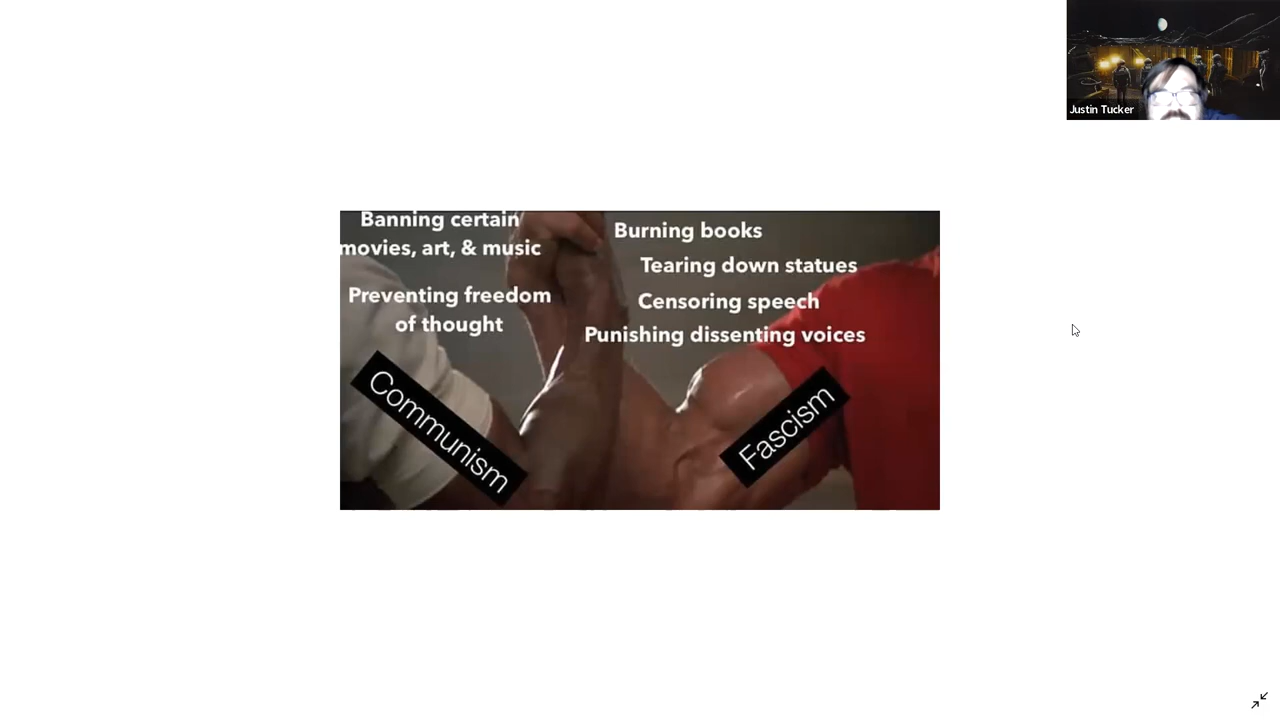 Justin Tucker
Banning certain
movies, art, & music
Preventing freedom
of thought
Burning books
Tearing down statues
Censoring speech
Punishing dissenting voices
Communism
Fascism